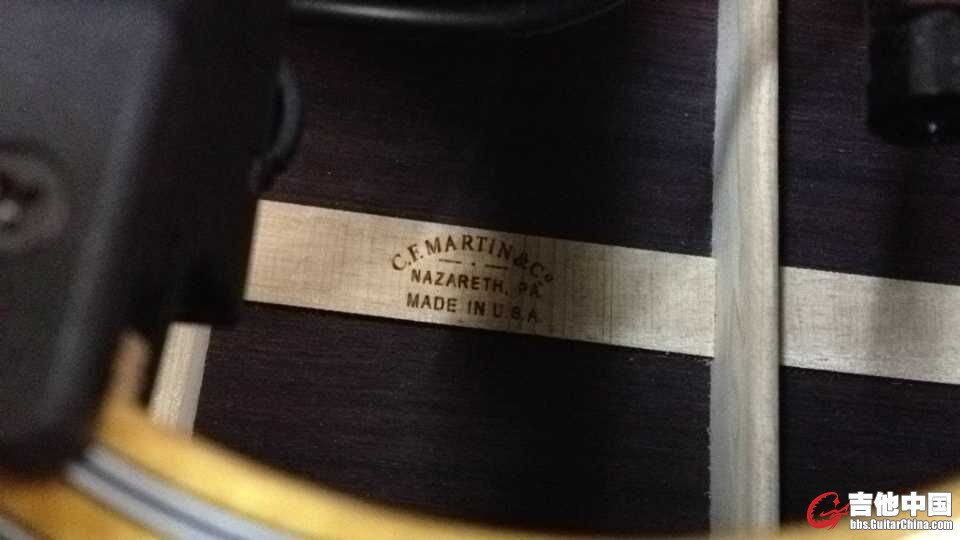 C.F. MARTIN & Co
NAZARETH, PA.
MADE IN U.S.A.
吉他中国
bbs.GuitarChina.com